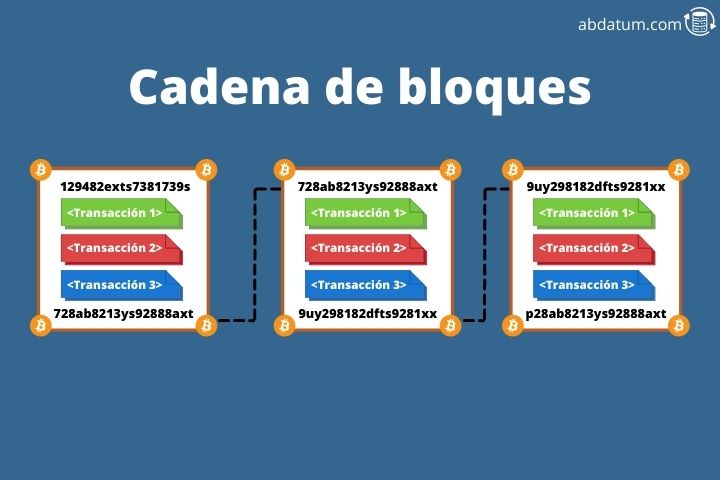 abdatum.com
Cadena de bloques
129482exts7381739s
<Transacción 1>
<Transacción 2>
<Transacción 3>
728ab8213ys92888axt
728ab8213ys92888axt
<Transacción 1>
<Transacción 2>
<Transacción 3>
9uy298182dfts9281xx
9uy298182dfts9281xx
<Transacción 1>
<Transacción 2>
<Transacción 3>
p28ab8213ys92888axt